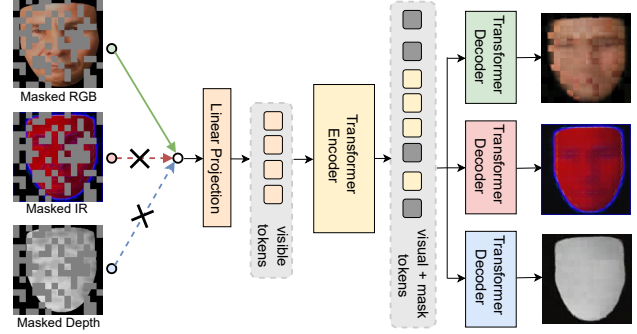 Masked RGB
Masked IR
Masked Depth
Linear Projection
visible
tokens
Transformer
Encoder
visual + mask
tokens
Transformer
Decoder
Transformer
Decoder
Transformer
Decoder